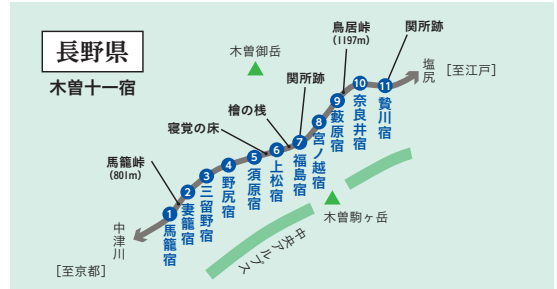 長野県
木曽十一宿
木曽御岳
鳥居峠
(1197m)
関所跡
塩尻
[至江戸]
関所跡
檜の桟
寝覚の床
馬籠峠
(801m)
1 馬籠宿
2 妻籠宿
3 三留野宿
4 野尻宿
5 須原宿
6 上松宿
7 福島宿
8 宮ノ越宿
9 藪原宿
10 奈良井宿
11 贄川宿
木曽駒ヶ岳
中央アルプス
中津川
[至京都]